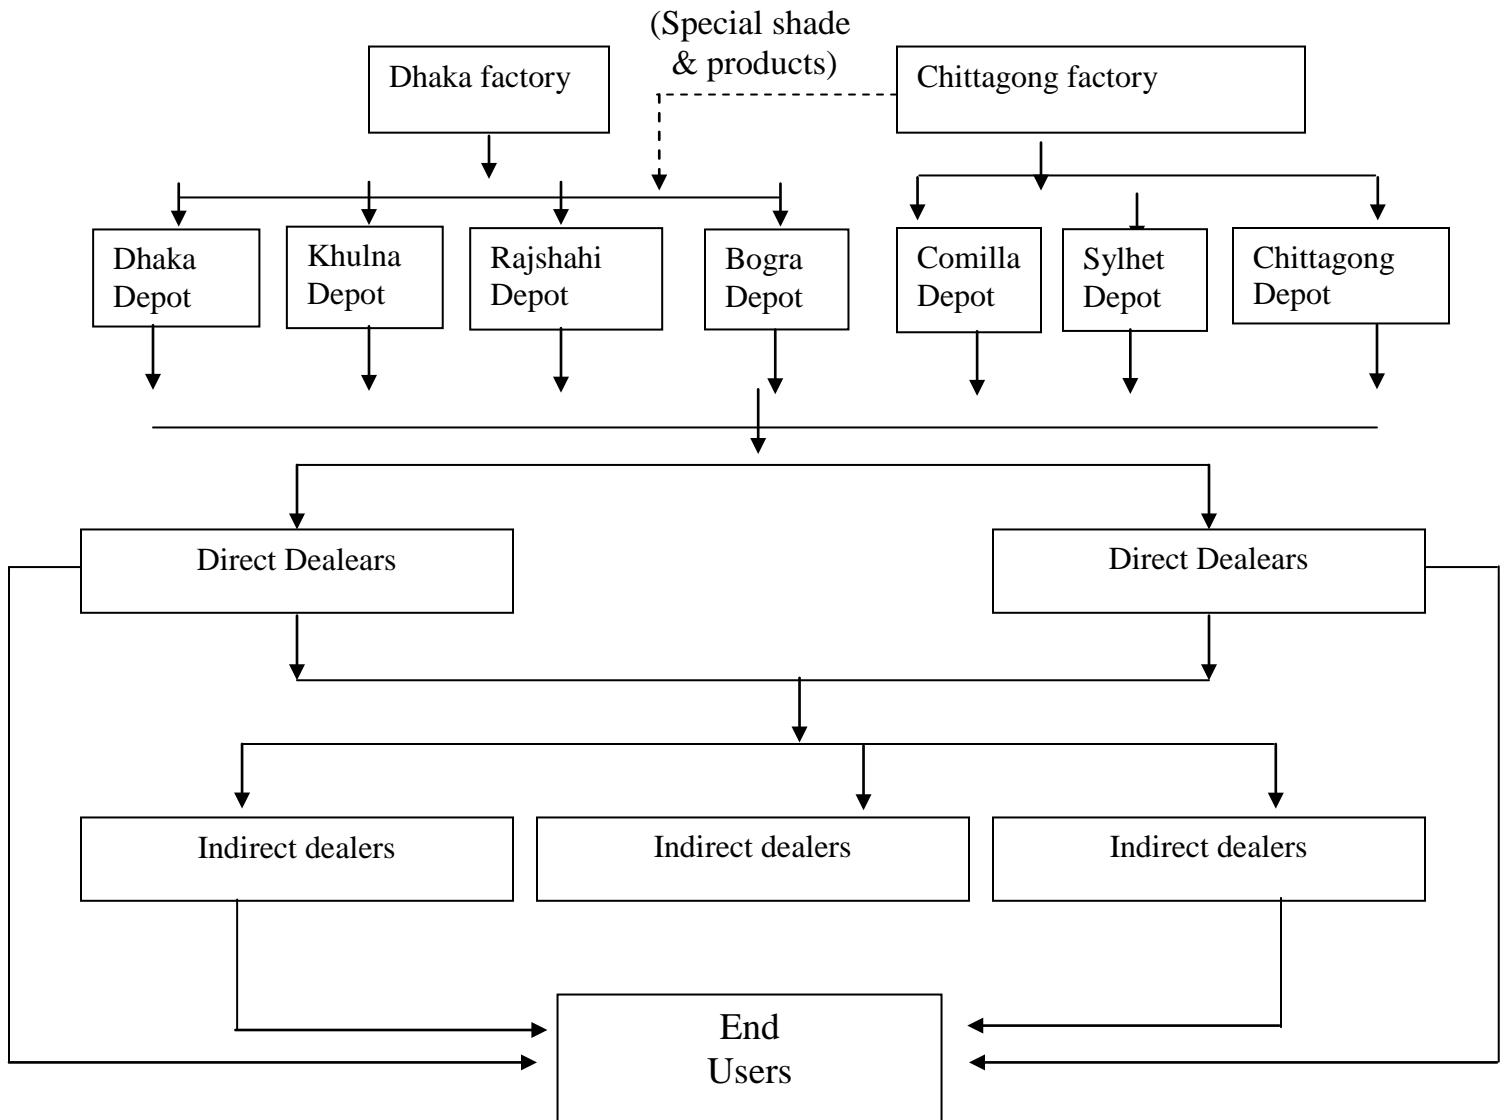 (Special shade
& products)
Dhaka factory
Chittagong factory
Dhaka
Depot
Khulna
Depot
Rajshahi
Depot
Bogra
Depot
Comilla
Depot
Sylhet
Depot
Chittagong
Depot
Direct Dealears
Direct Dealears
Indirect dealers
Indirect dealers
Indirect dealers
End
Users